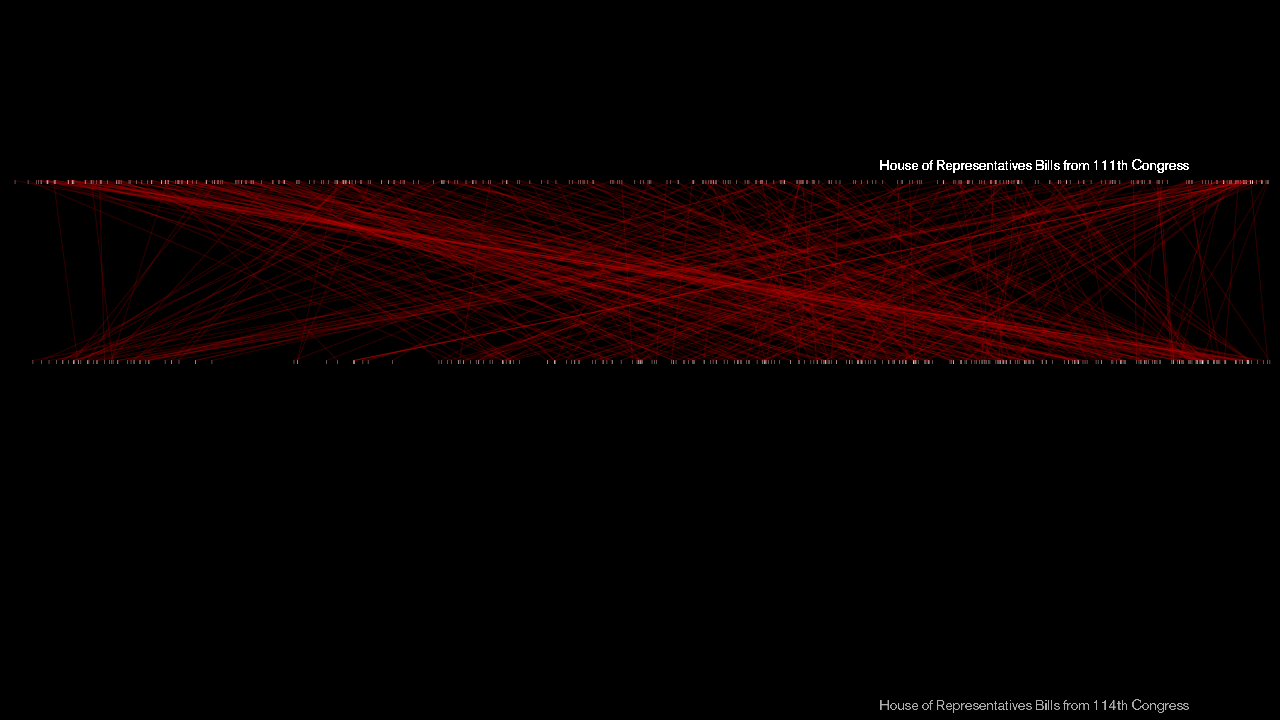 House of Representatives Bills from 111th Congress
House of Representatives Bills from 114th Congress